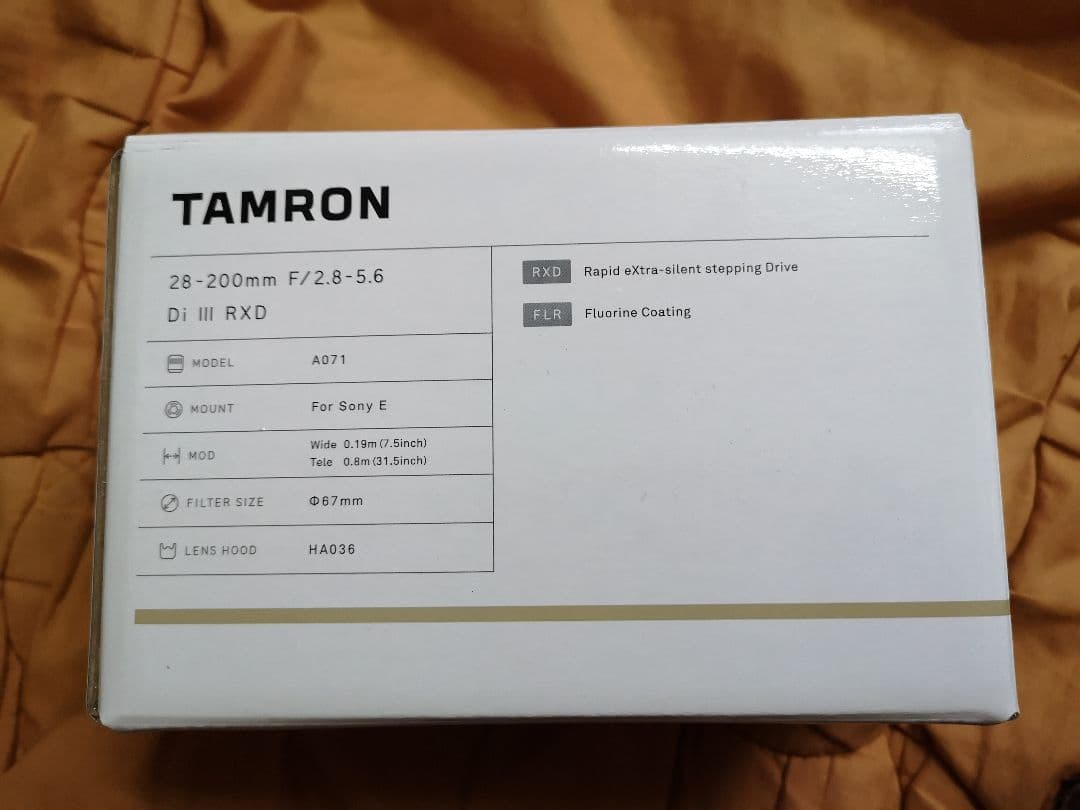 TAMRON
28-200mm F/2.8-5.6
Di III RXD
MODEL A071
MOUNT For Sony E
MOD Wide 0.19m (7.5inch)
Tele 0.8m (31.5inch)
FILTER SIZE Φ67mm
LENS HOOD HA036
RXD Rapid eXtra-silent stepping Drive
FLR Fluorine Coating